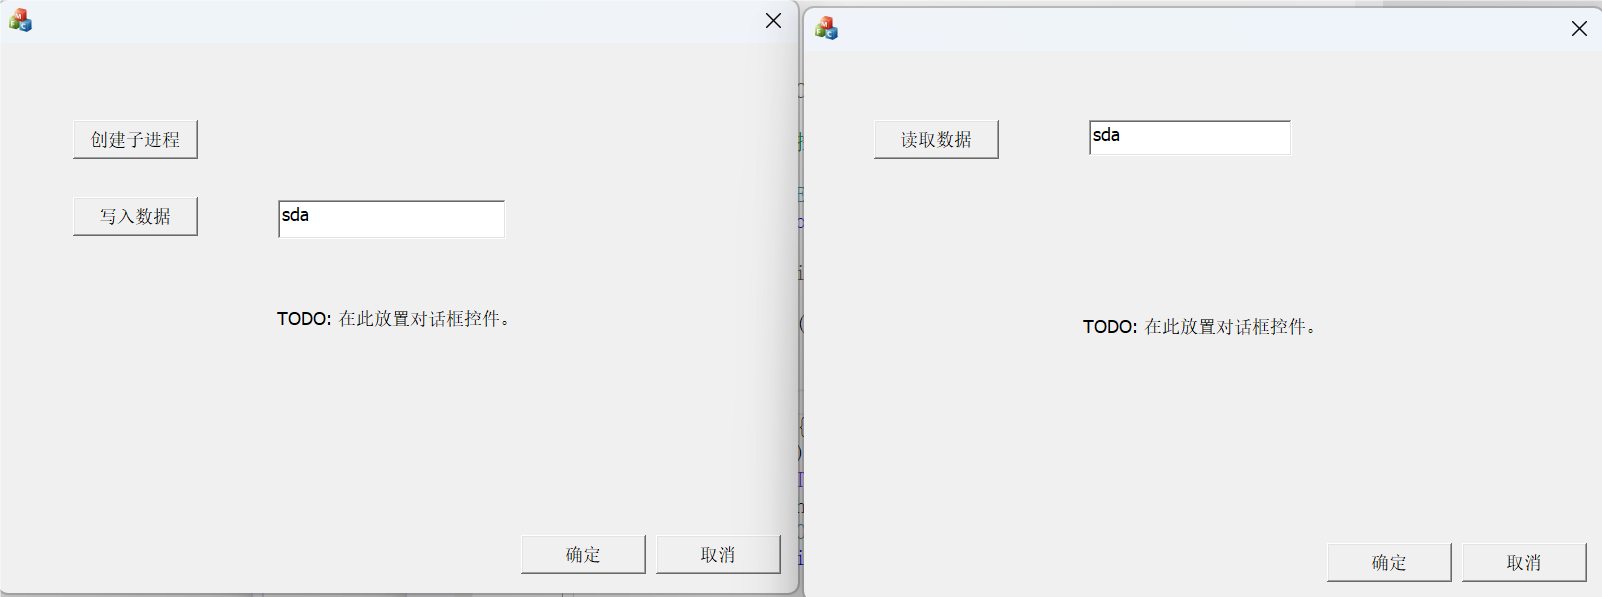 创建子进程
写入数据
sda
TODO: 在此放置对话框控件。
确定
取消
读取数据
sda
TODO: 在此放置对话框控件。
确定
取消